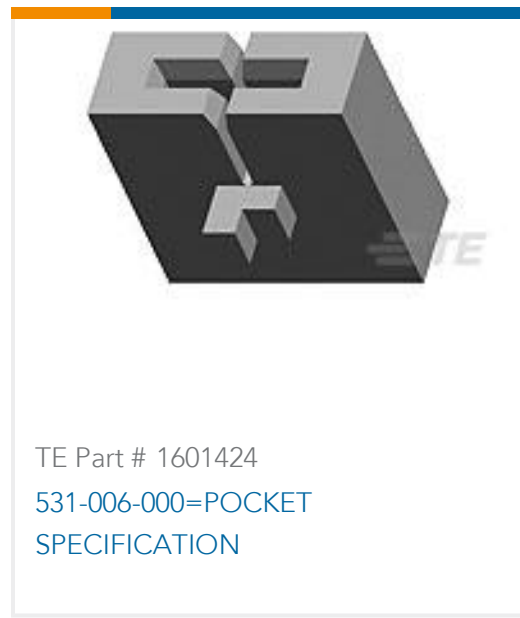 TE
TE Part # 1601424
531-006-000=POCKET
SPECIFICATION